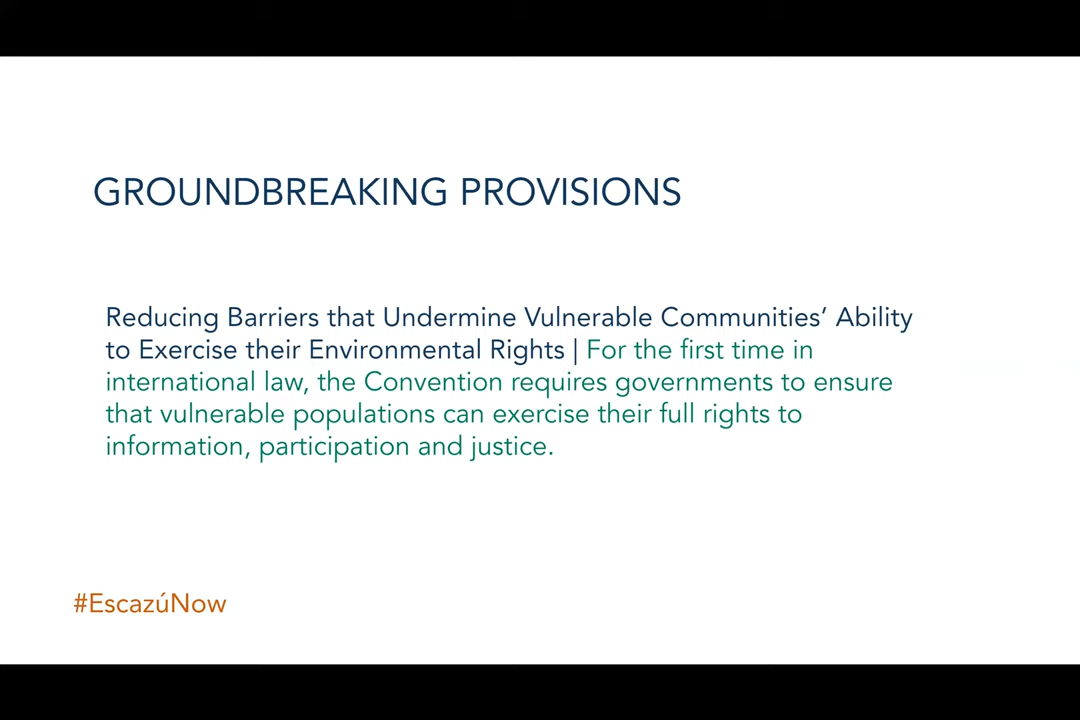 GROUNDBREAKING PROVISIONS
Reducing Barriers that Undermine Vulnerable Communities’ Ability
to Exercise their Environmental Rights | For the first time in
international law, the Convention requires governments to ensure
that vulnerable populations can exercise their full rights to
information, participation and justice.
#EscazúNow